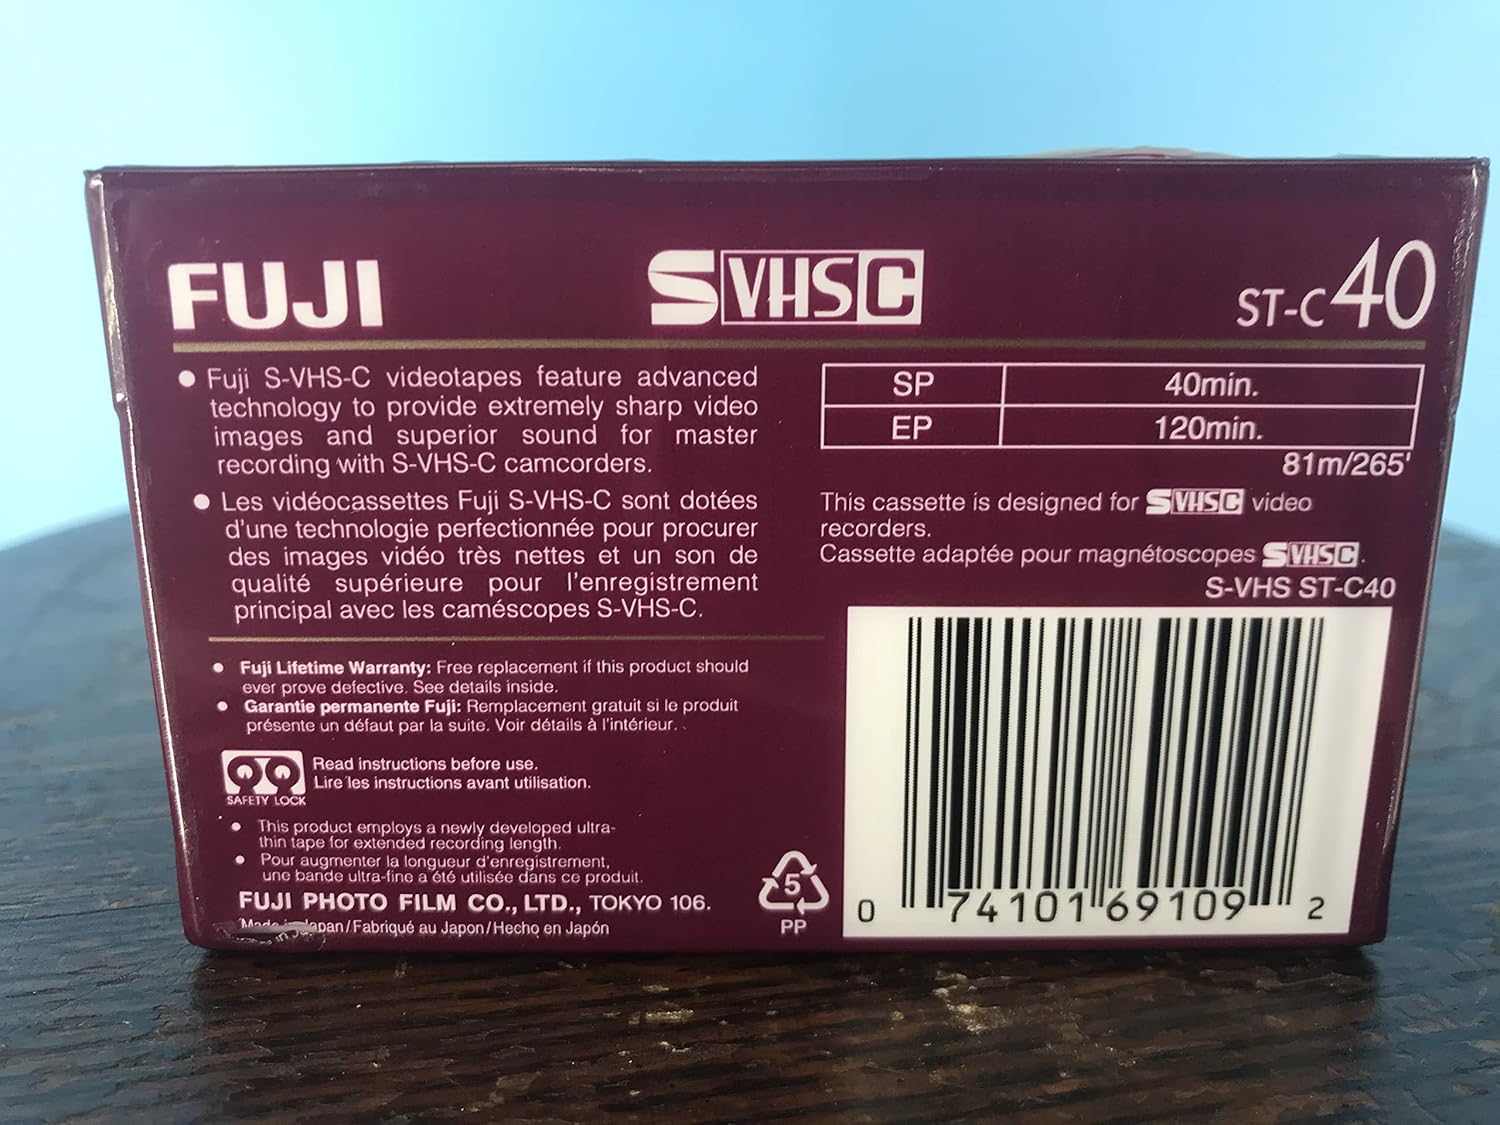 FUJI
S VHS C
ST-C40
● Fuji S-VHS-C videotapes feature advanced
technology to provide extremely sharp video
images and superior sound for master
recording with S-VHS-C camcorders.
● Les vidéocassettes Fuji S-VHS-C sont dotées
d'une technologie perfectionnée pour procurer
des images vidéo très nettes et un son de
qualité supérieure pour l'enregistrement
principal avec les caméscopes S-VHS-C.
SP 40min.
EP 120min.
81m/265'
This cassette is designed for S VHS C video
recorders.
Cassette adaptée pour magnétoscopes S VHS C.
S-VHS ST-C40
● Fuji Lifetime Warranty: Free replacement if this product should
ever prove defective. See details inside.
● Garantie permanente Fuji: Remplacement gratuit si le produit
présente un défaut par la suite. Voir détails à l'intérieur.
SAFETY LOCK
Read instructions before use.
Lire les instructions avant utilisation.
● This product employs a newly developed ultra-
thin tape for extended recording length.
● Pour augmenter la longueur d'enregistrement,
une bande ultra-fine a été utilisée dans ce produit.
FUJI PHOTO FILM CO., LTD., TOKYO 106.
Made in Japan/Fabriqué au Japon/Hecho en Japón
5
PP
0 74101 69109 2